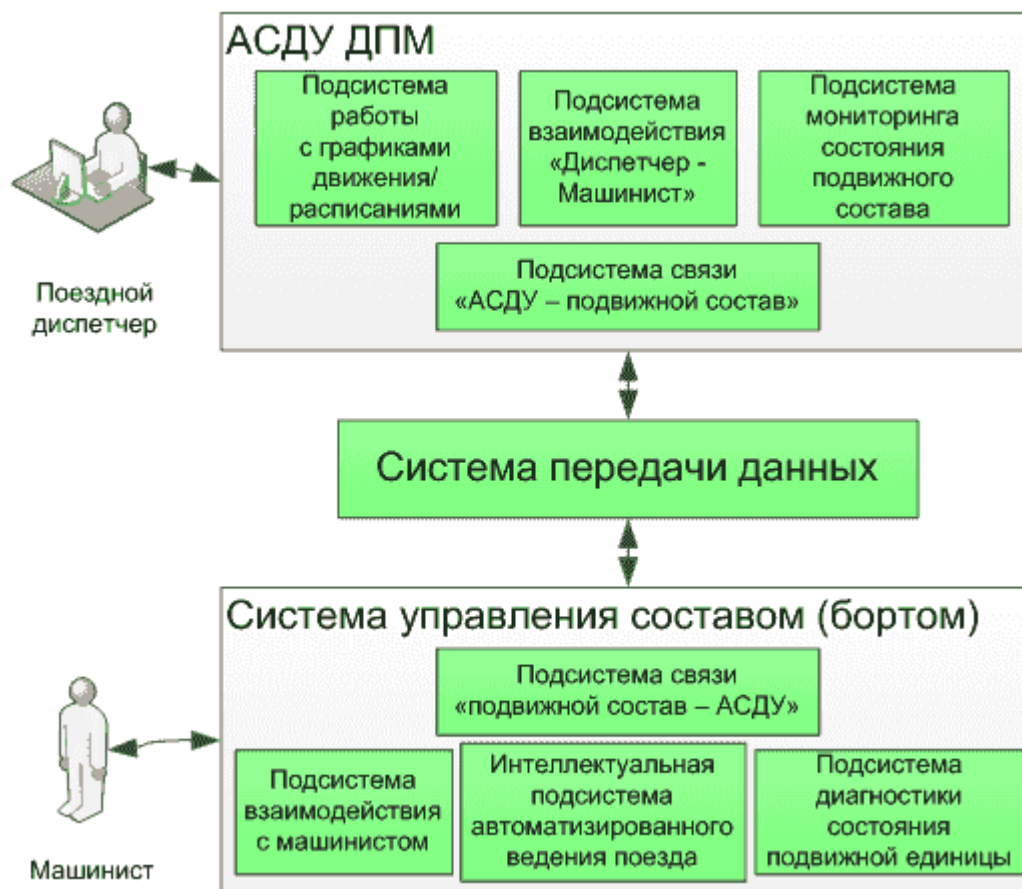 АСДУ ДПМ
Подсистема
работы
с графиками
движения/
расписаниями
Подсистема
взаимодействия
«Диспетчер -
Машинист»
Подсистема
мониторинга
состояния
подвижного
состава
Подсистема связи
«АСДУ – подвижной состав»
Поездной
диспетчер
Система передачи данных
Система управления составом (бортом)
Подсистема связи
«подвижной состав – АСДУ»
Подсистема
взаимодействия
с машинистом
Интеллектуальная
подсистема
автоматизированного
ведения поезда
Подсистема
диагностики
состояния
подвижной единицы
Машинист